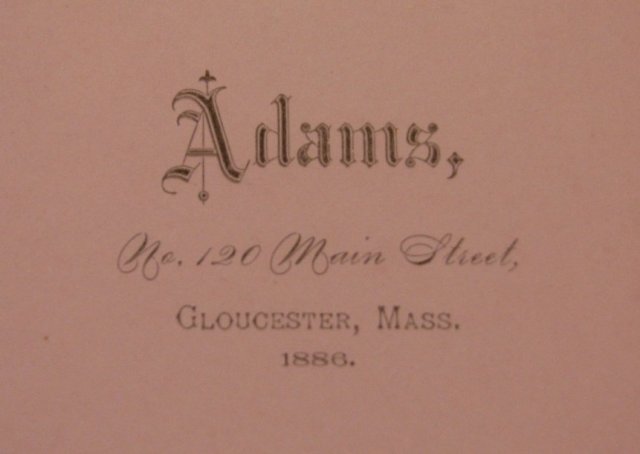 Adams,
No. 120 Main Street,
GLOUCESTER, MASS.
1886.